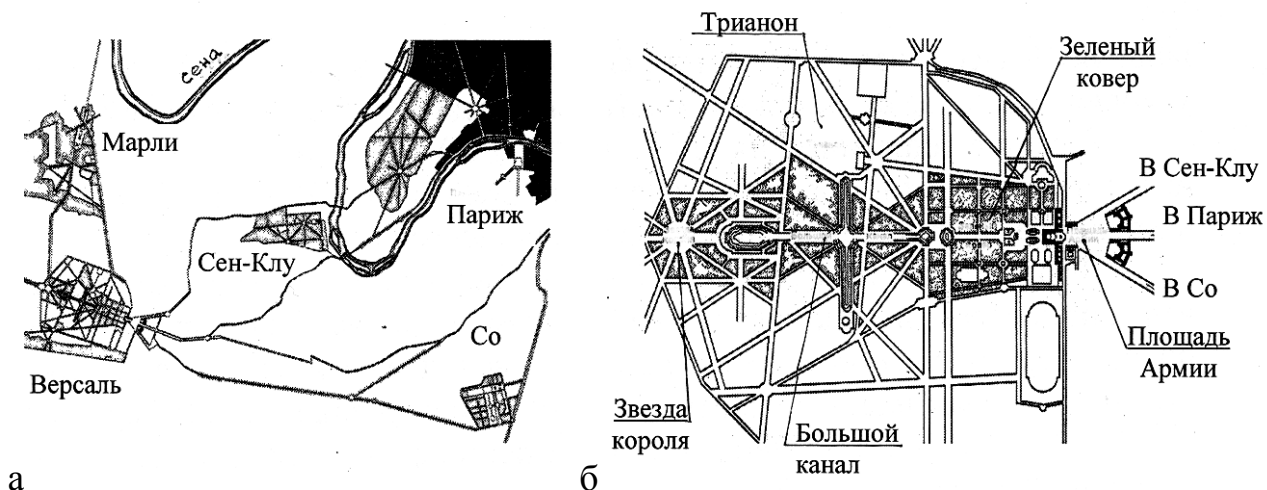 сена
Марли
Париж
Сен-Клу
Со
Версаль
а
Трианон
Зеленый
ковер
В Сен-Клу
В Париж
В Со
Площадь
Армии
Звезда
короля
Большой
канал
б